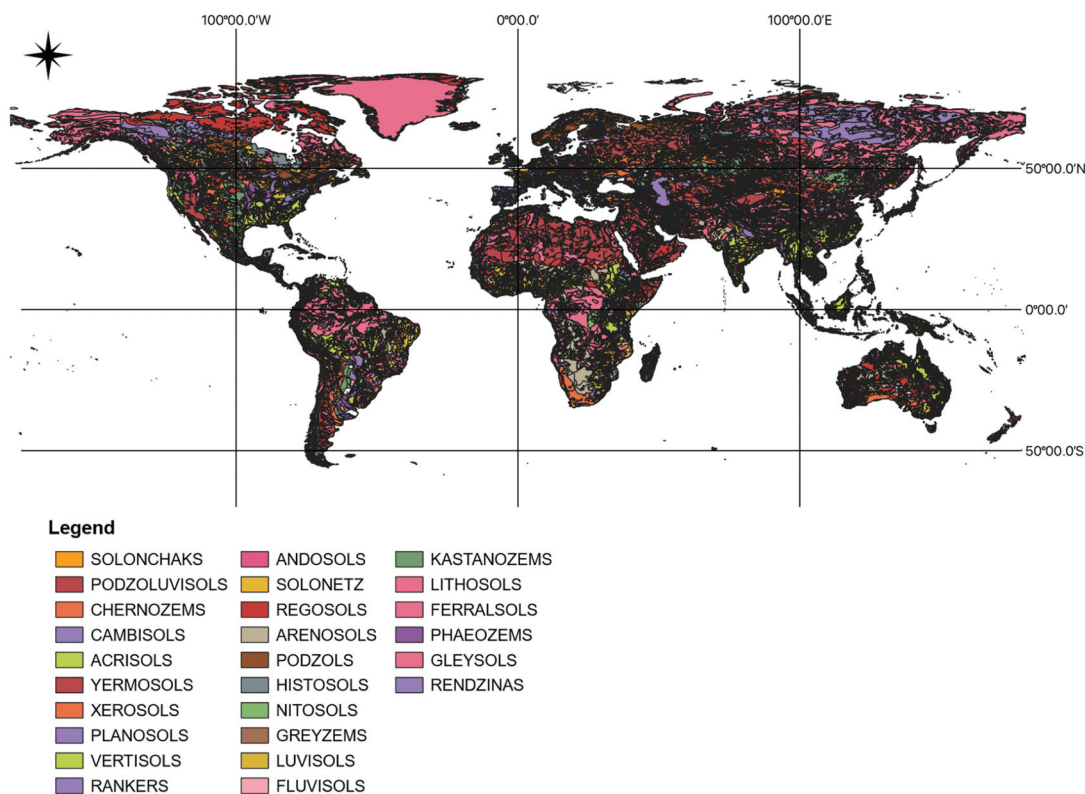 100°00.0'W 0°00.0' 100°00.0'E
50°00.0'N
0°00.0'
50°00.0'S
Legend
SOLONCHAKS ANDOSOLS KASTANOZEMS
PODZOLUVISOLS SOLONETZ LITHOSOLS
CHERNOZEMS REGOSOLS FERRALSOLS
CAMBISOLS ARENOSOLS PHAEOZEMS
ACRISOLS PODZOLS GLEYSOLS
YERMOSOLS HISTOSOLS RENDZINAS
XEROSOLS NITOSOLS
PLANOSOLS GREYZEMS
VERTISOLS LUVISOLS
RANKERS FLUVISOLS